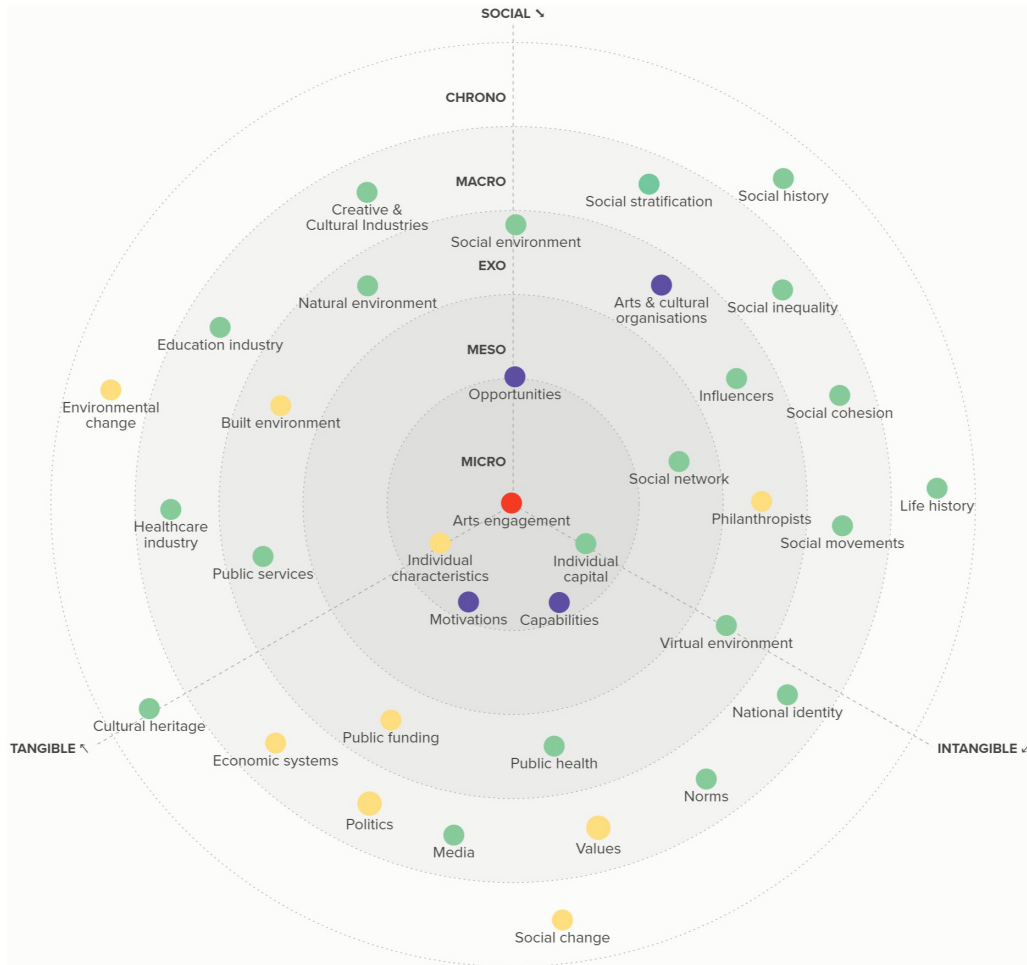 SOCIAL ↘
CHRONO
MACRO
Social stratification
Social history
Creative &
Cultural Industries
Social environment
EXO
Natural environment
Arts & cultural
organisations
Social inequality
Education industry
MESO
Opportunities
Influencers
Social cohesion
Environmental
change
Built environment
MICRO
Social network
Arts engagement
Philanthropists
Life history
Healthcare
industry
Social movements
Public services
Individual
characteristics
Individual
capital
Motivations
Capabilities
Virtual environment
Cultural heritage
National identity
TANGIBLE ↖
INTANGIBLE ↙
Public funding
Economic systems
Public health
Norms
Politics
Media
Values
Social change